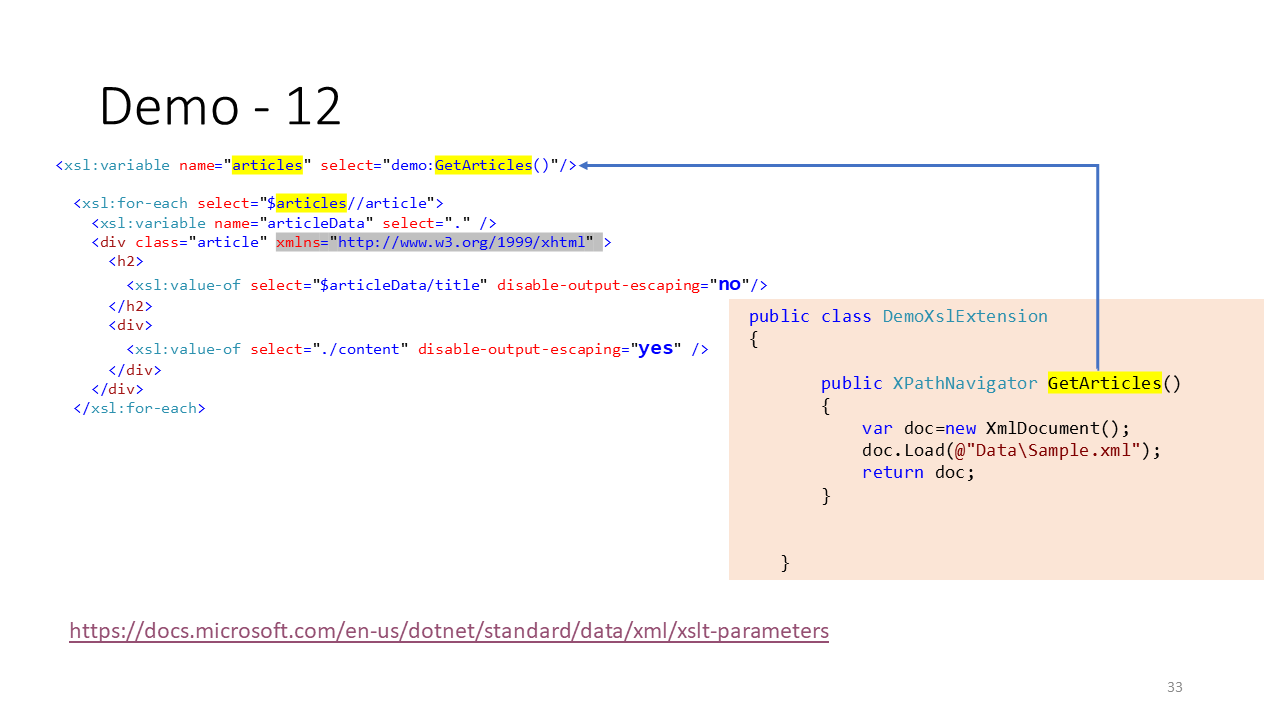 Demo - 12
<xsl:variable name="articles" select="demo:GetArticles()"/>
<xsl:for-each select="$articles//article">
<xsl:variable name="articleData" select="." />
<div class="article" xmlns="http://www.w3.org/1999/xhtml" >
<h2>
<xsl:value-of select="$articleData/title" disable-output-escaping="no"/>
</h2>
<div>
<xsl:value-of select="./content" disable-output-escaping="yes" />
</div>
</div>
</xsl:for-each>
public class DemoXslExtension
{
public XPathNavigator GetArticles()
{
var doc=new XmlDocument();
doc.Load(@"Data\Sample.xml");
return doc;
}
}
https://docs.microsoft.com/en-us/dotnet/standard/data/xml/xslt-parameters
33